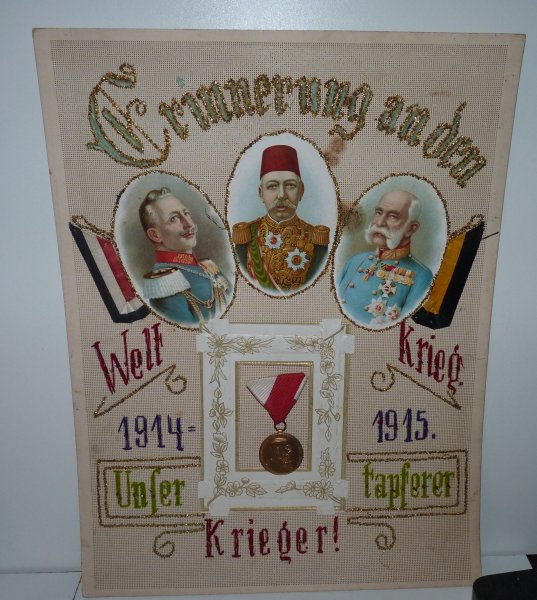 Erinnerung an den
Welt Krieg.
1914= 1915.
Unser tapferer
Krieger!